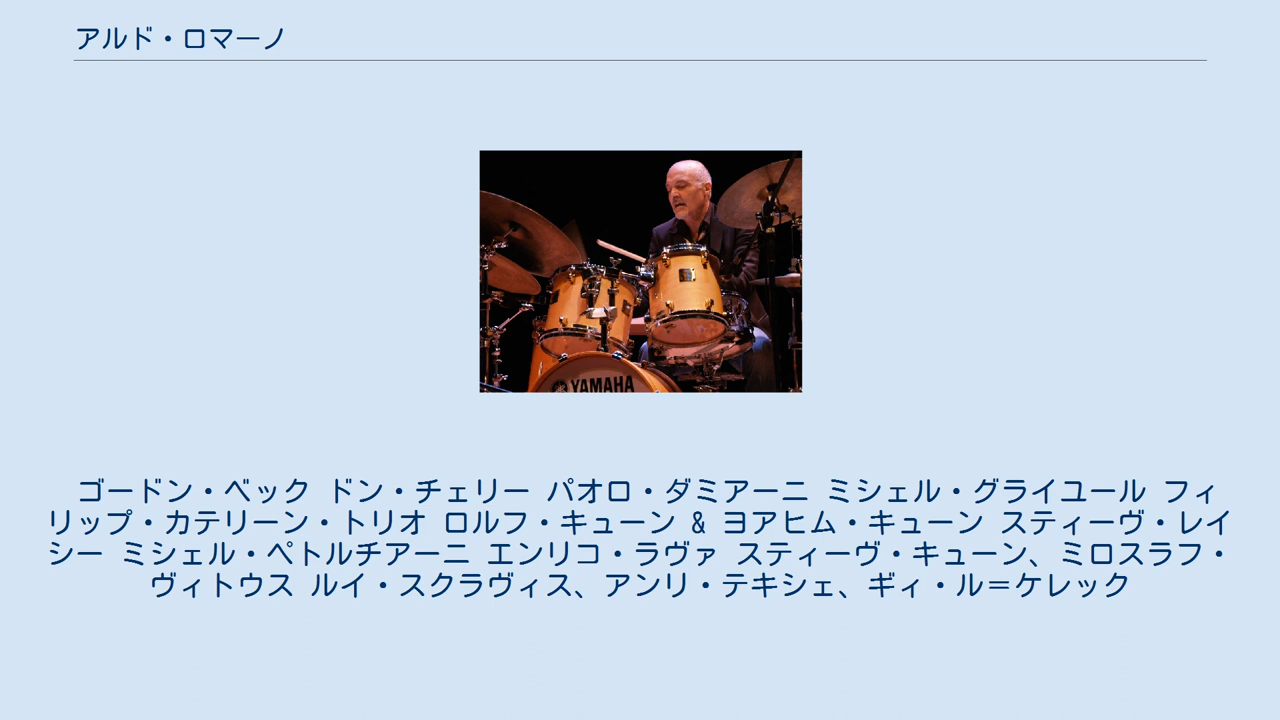 アルド・ロマーノ
YAMAHA
ゴードン・ベック ドン・チェリー パオロ・ダミアーニ ミシェル・グライユール フィ
リップ・カテリーン・トリオ ロルフ・キューン & ヨアヒム・キューン スティーヴ・レイ
シー ミシェル・ペトルチアーニ エンリコ・ラヴァ スティーヴ・キューン、ミロスラフ・
ヴィトウス ルイ・スクラヴィス、アンリ・テキシェ、ギィ・ル＝ケレック